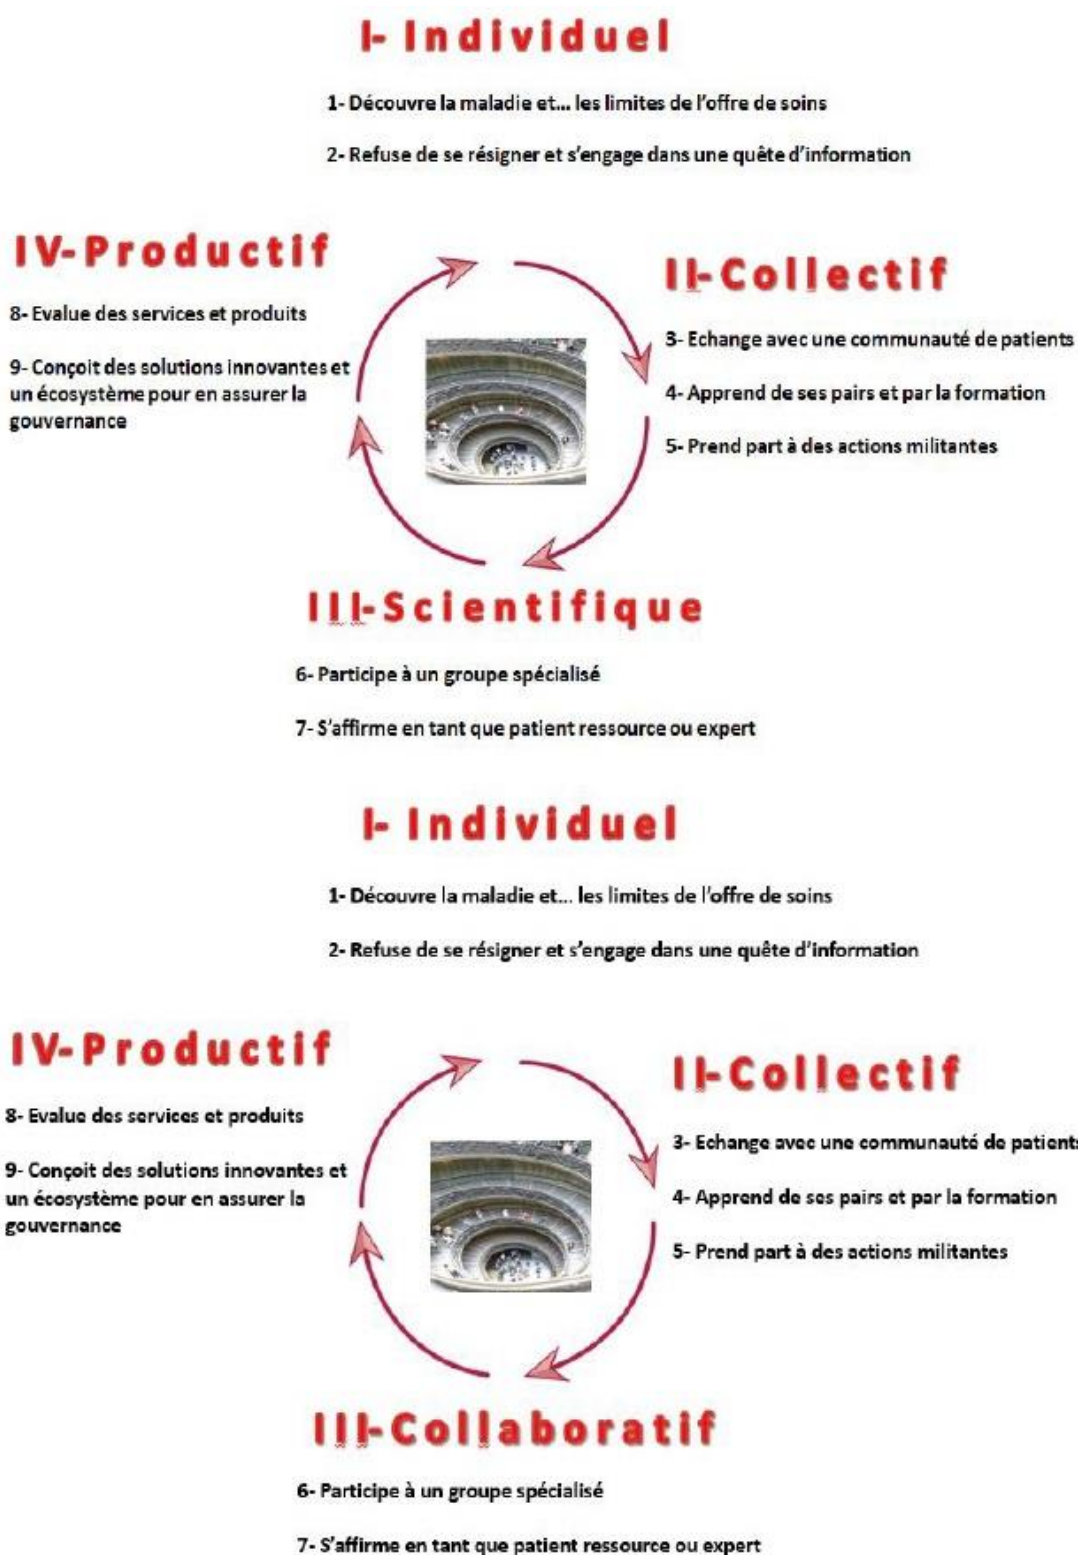 I- Individuel
1- Découvre la maladie et... les limites de l'offre de soins
2- Refuse de se résigner et s'engage dans une quête d'information
IV-Productif
8- Evalue des services et produits
9- Conçoit des solutions innovantes et
un écosystème pour en assurer la
gouvernance
II-Collectif
3- Echange avec une communauté de patients
4- Apprend de ses pairs et par la formation
5- Prend part à des actions militantes
III-Scientifique
6- Participe à un groupe spécialisé
7- S'affirme en tant que patient ressource ou expert
I- Individuel
1- Découvre la maladie et... les limites de l'offre de soins
2- Refuse de se résigner et s'engage dans une quête d'information
IV-Productif
8- Evalue des services et produits
9- Conçoit des solutions innovantes et
un écosystème pour en assurer la
gouvernance
II-Collectif
3- Echange avec une communauté de patients
4- Apprend de ses pairs et par la formation
5- Prend part à des actions militantes
III-Collaboratif
6- Participe à un groupe spécialisé
7- S'affirme en tant que patient ressource ou expert